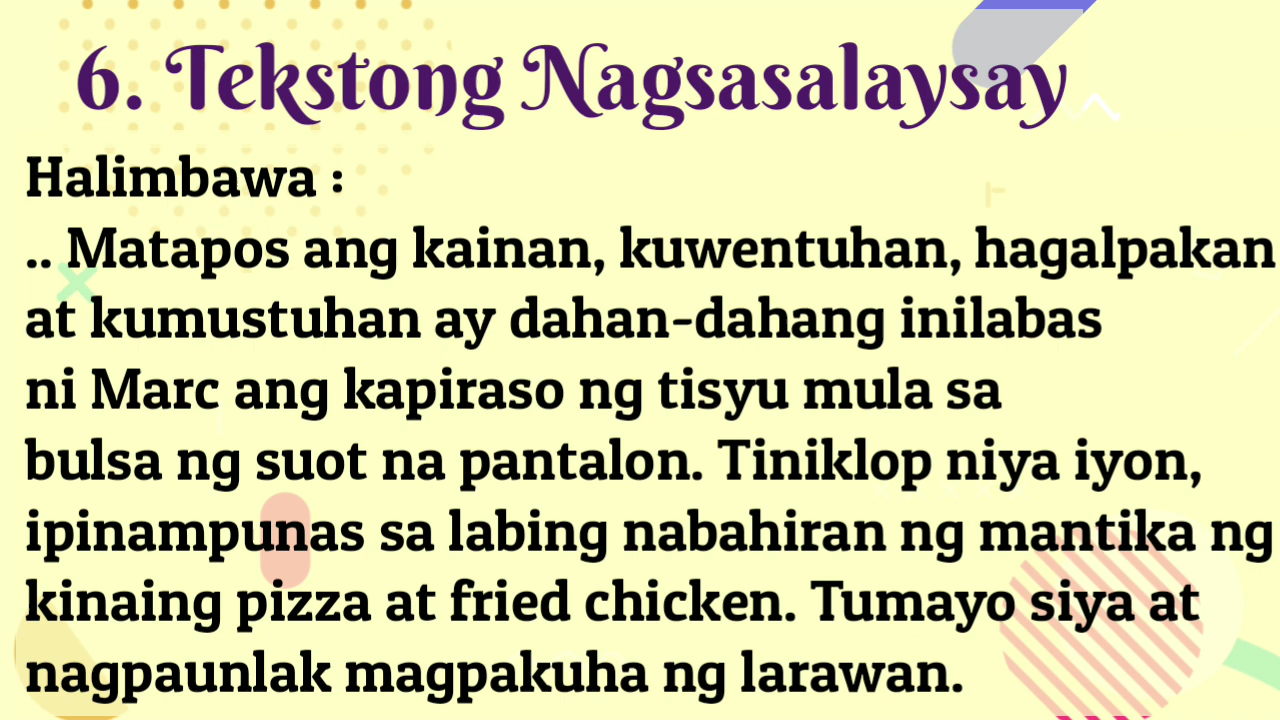 6. Tekstong Nagsasalaysay
Halimbawa :
.. Matapos ang kainan, kuwentuhan, hagalpakan
at kumustuhan ay dahan-dahang inilabas
ni Marc ang kapiraso ng tisyu mula sa
bulsa ng suot na pantalon. Tiniklop niya iyon,
ipinampunas sa labing nabahiran ng mantika ng
kinaing pizza at fried chicken. Tumayo siya at
nagpaunlak magpakuha ng larawan.